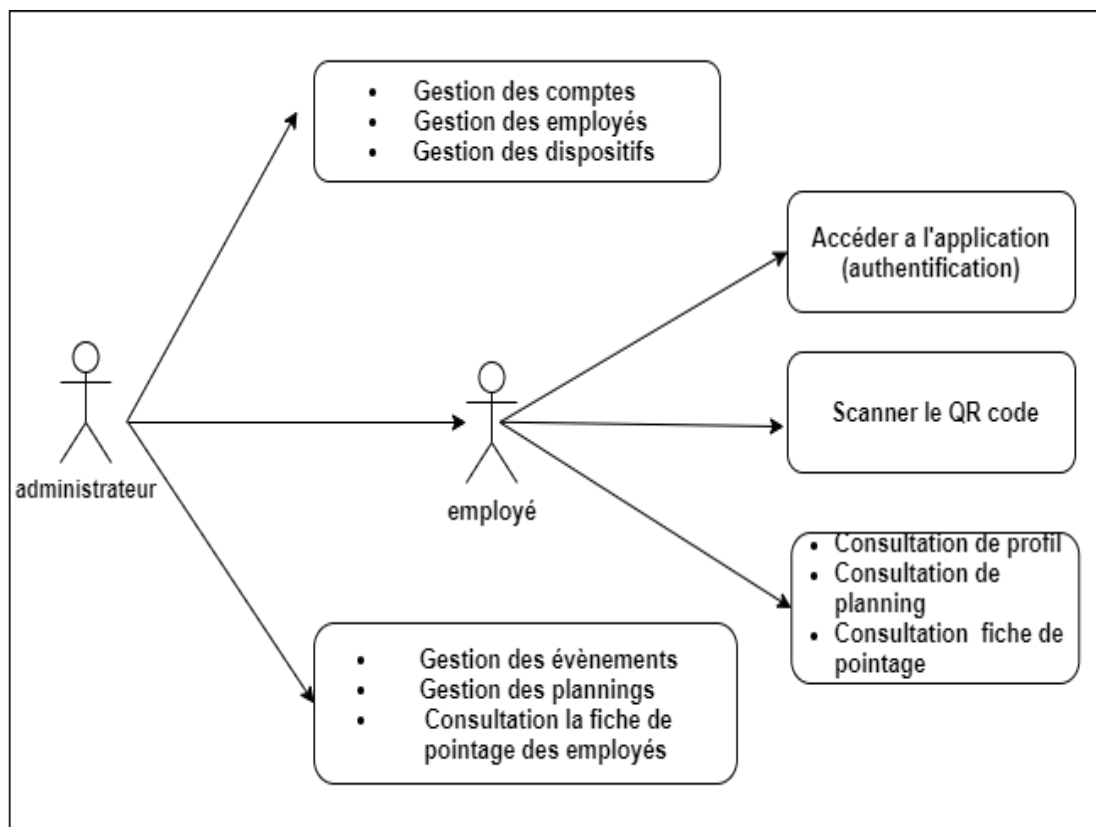 • Gestion des comptes
• Gestion des employés
• Gestion des dispositifs
Accéder a l'application
(authentification)
Scanner le QR code
administrateur
employé
• Consultation de profil
• Consultation de
planning
• Consultation fiche de
pointage
• Gestion des évènements
• Gestion des plannings
• Consultation la fiche de
pointage des employés